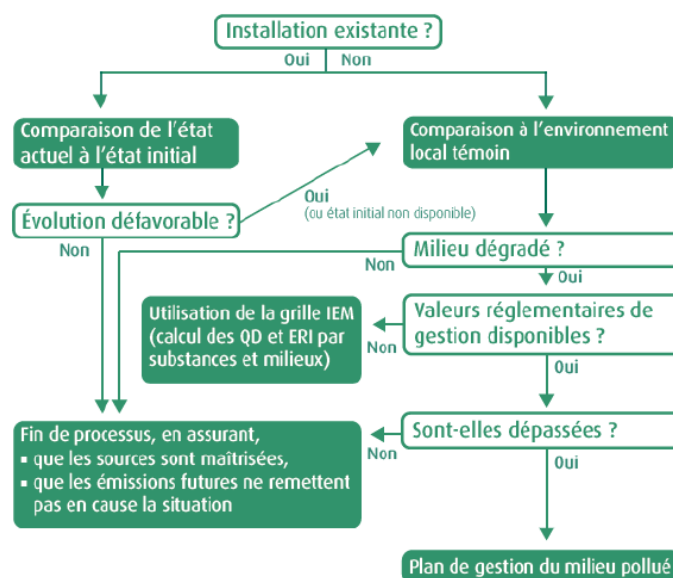 Installation existante ?
Oui
Non
Comparaison de l'état
actuel à l'état initial
Comparaison à l'environnement
local témoin
Oui
(ou état initial non disponible)
Évolution défavorable ?
Non
Milieu dégradé ?
Non
Oui
Utilisation de la grille IEM
(calcul des QD et ERI par
substances et milieux)
Valeurs réglementaires de
gestion disponibles ?
Non
Oui
Fin de processus, en assurant,
▪ que les sources sont maîtrisées,
▪ que les émissions futures ne remettent
pas en cause la situation
Sont-elles dépassées ?
Non
Oui
Plan de gestion du milieu pollué